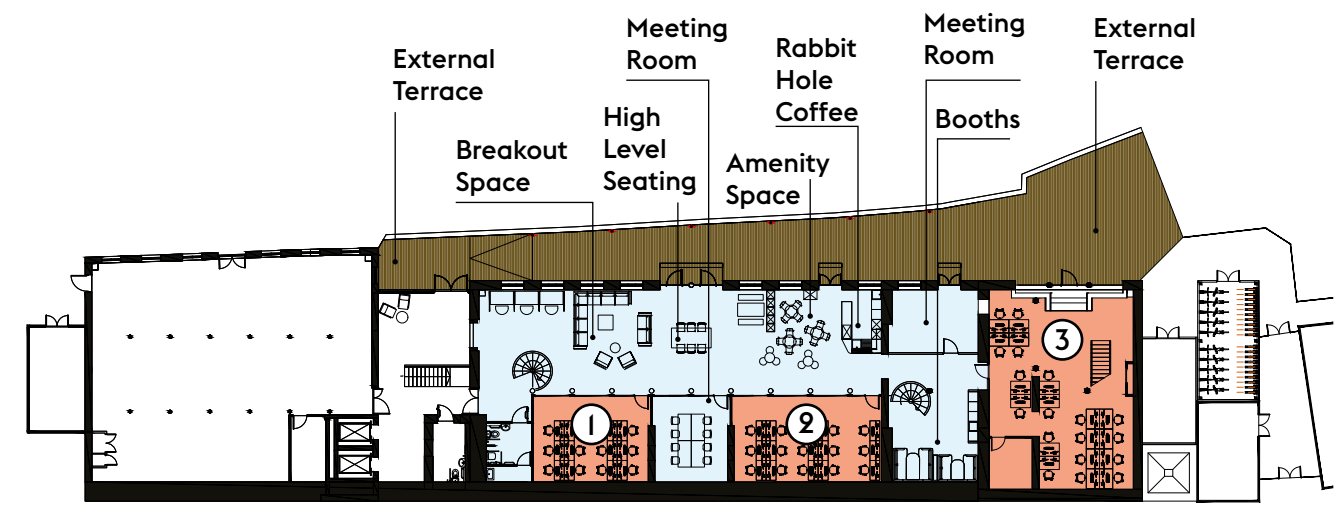 External
Terrace
Breakout
Space
Meeting
Room
High
Level
Seating
Rabbit
Hole
Coffee
Amenity
Space
Meeting
Room
Booths
External
Terrace
1
2
3